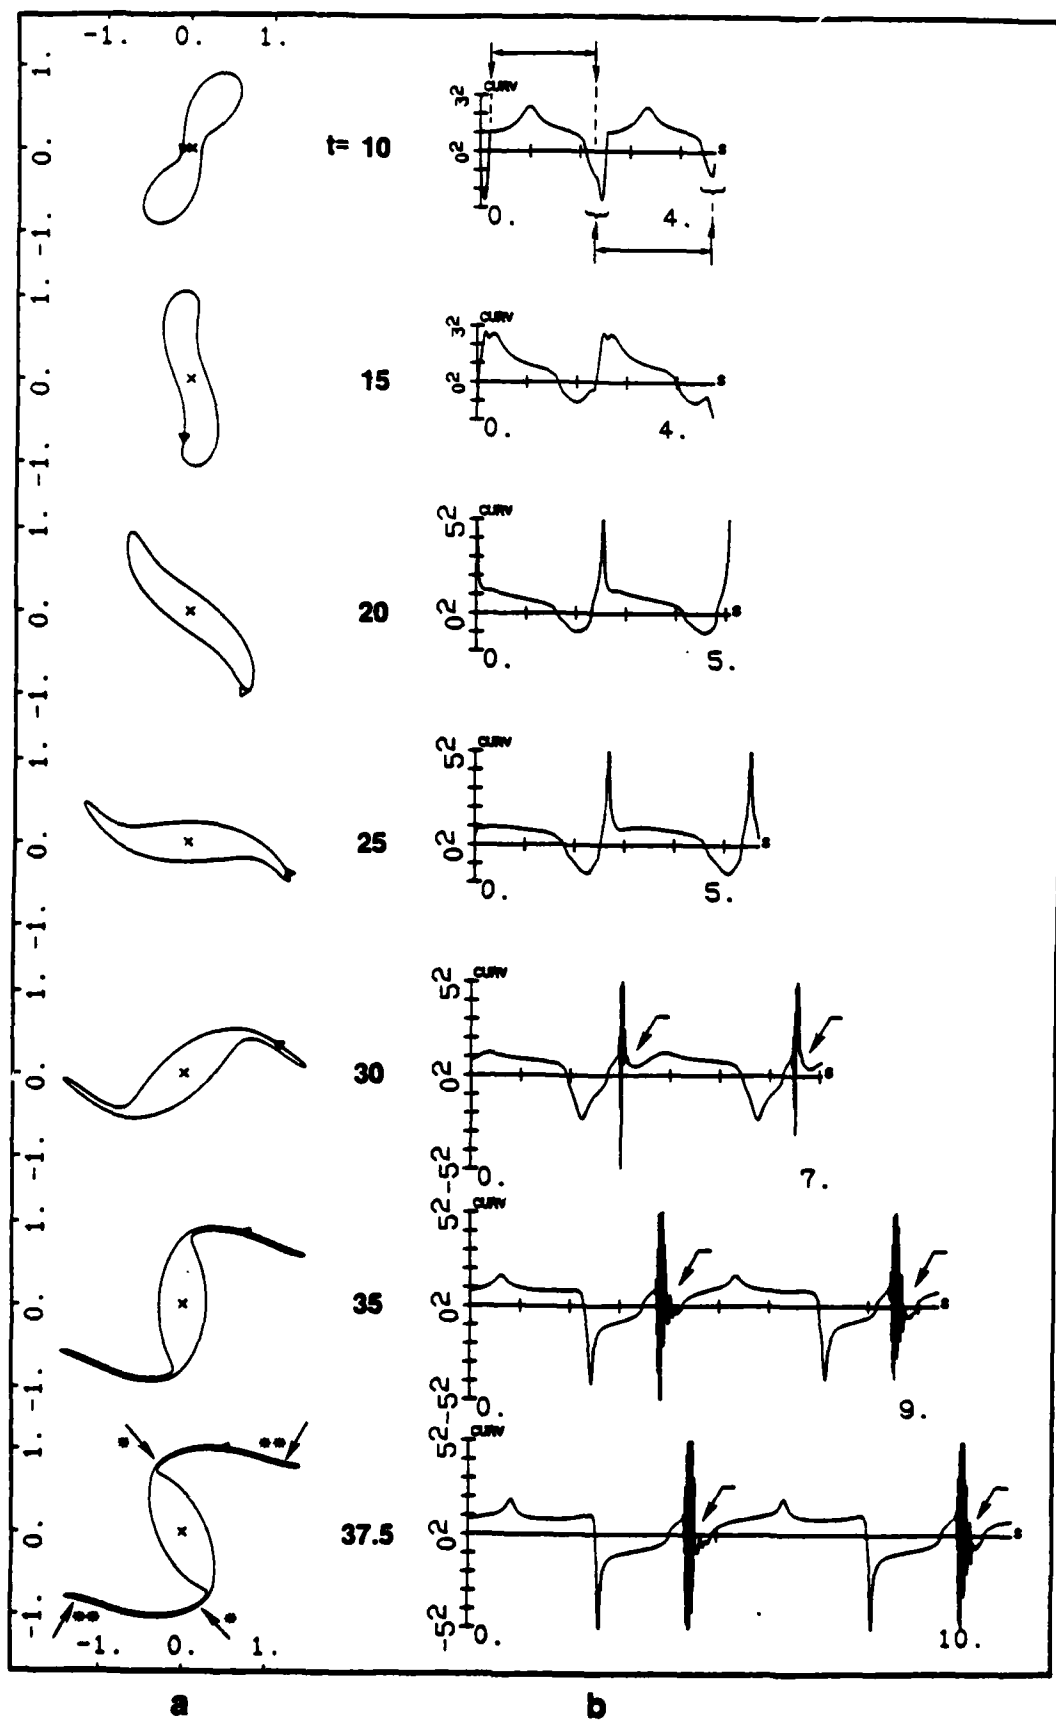 -1. 0. 1.
1. 0. -1.
t= 10
CURV
3² 0²
s
0. 4.
1. 0. -1.
15
CURV
3² 0²
s
0. 4.
1. 0. -1.
20
CURV
5² 0²
s
0. 5.
1. 0. -1.
25
CURV
5² 0²
s
0. 5.
1. 0. -1.
30
CURV
5² 0² -5²
s
0. 7.
1. 0. -1.
35
CURV
5² 0² -5²
s
0. 9.
1. 0. -1.
* **
37.5
CURV
5² 0² -5²
s
0. 10.
** *
-1. 0. 1.
a b